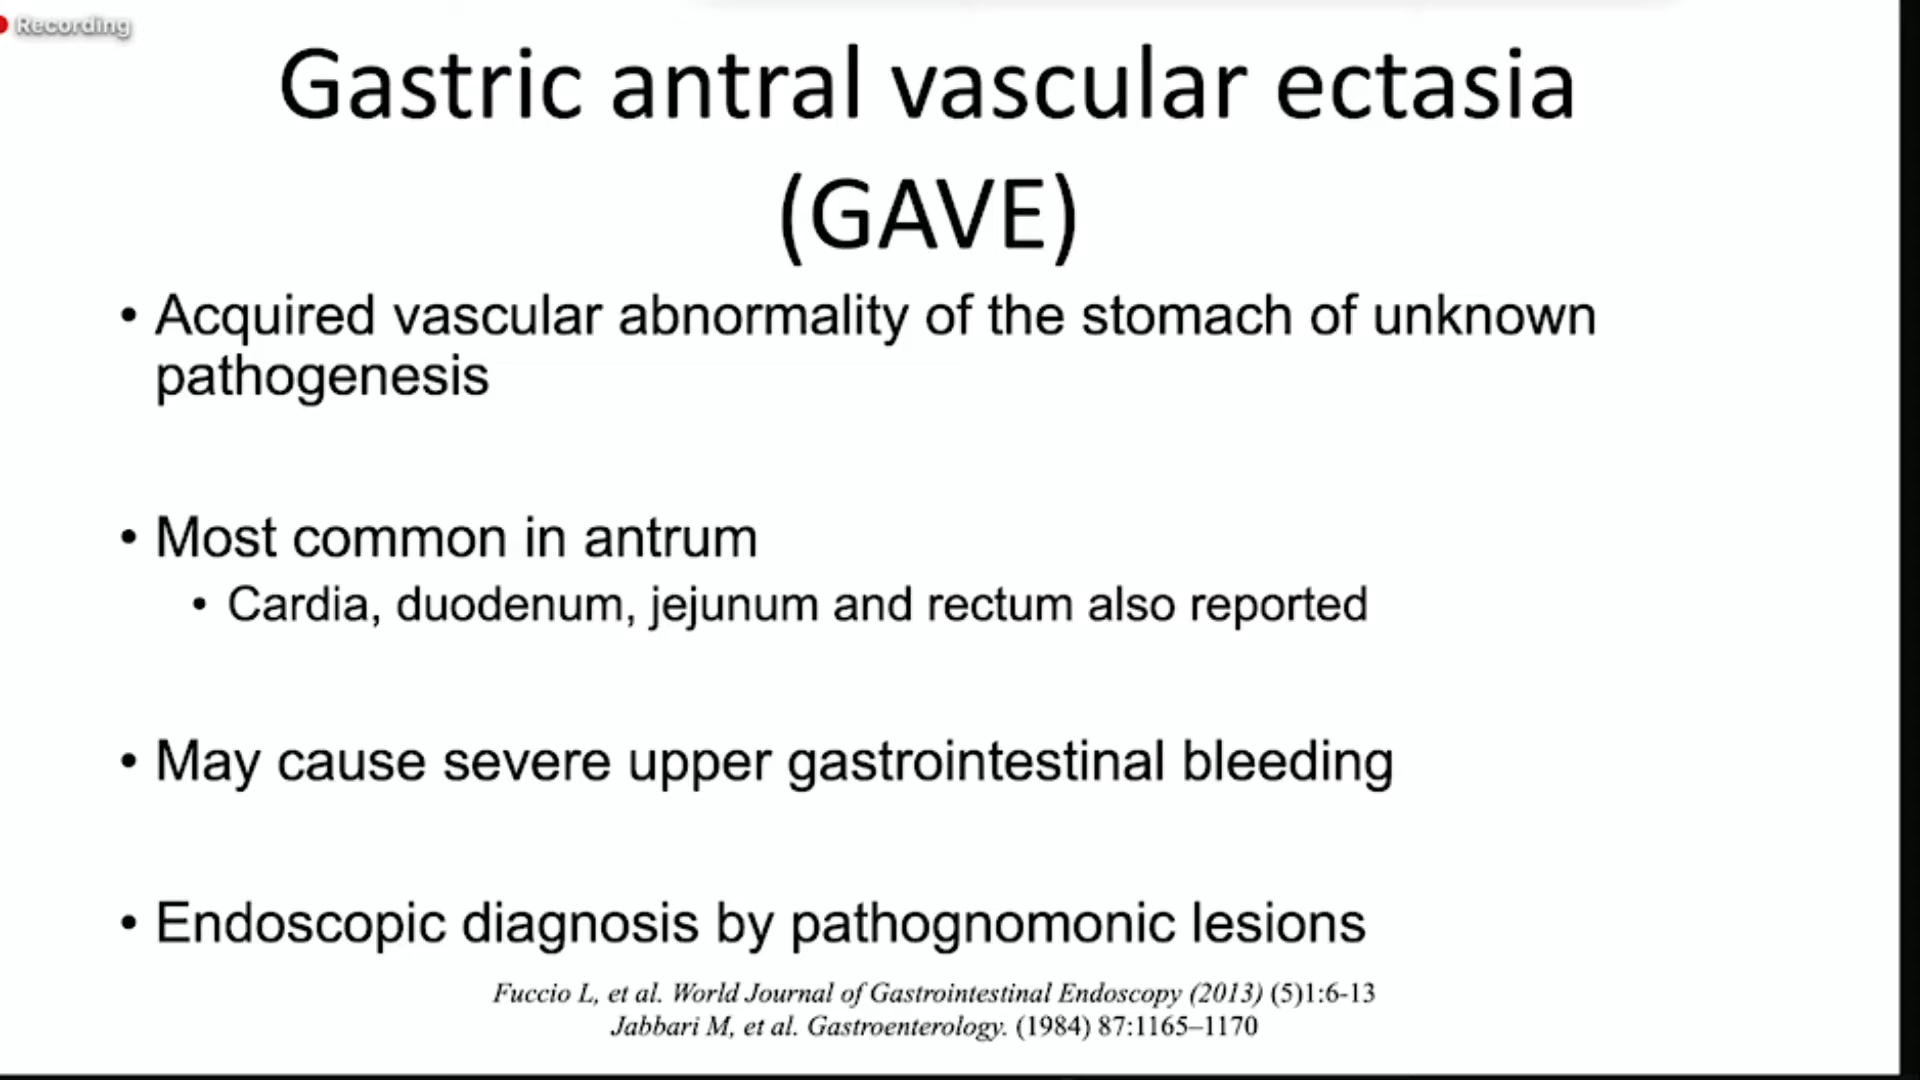 Recording
Gastric antral vascular ectasia
(GAVE)
• Acquired vascular abnormality of the stomach of unknown
pathogenesis
• Most common in antrum
• Cardia, duodenum, jejunum and rectum also reported
• May cause severe upper gastrointestinal bleeding
• Endoscopic diagnosis by pathognomonic lesions
Fuccio L, et al. World Journal of Gastrointestinal Endoscopy (2013) (5)1:6-13
Jabbari M, et al. Gastroenterology. (1984) 87:1165–1170